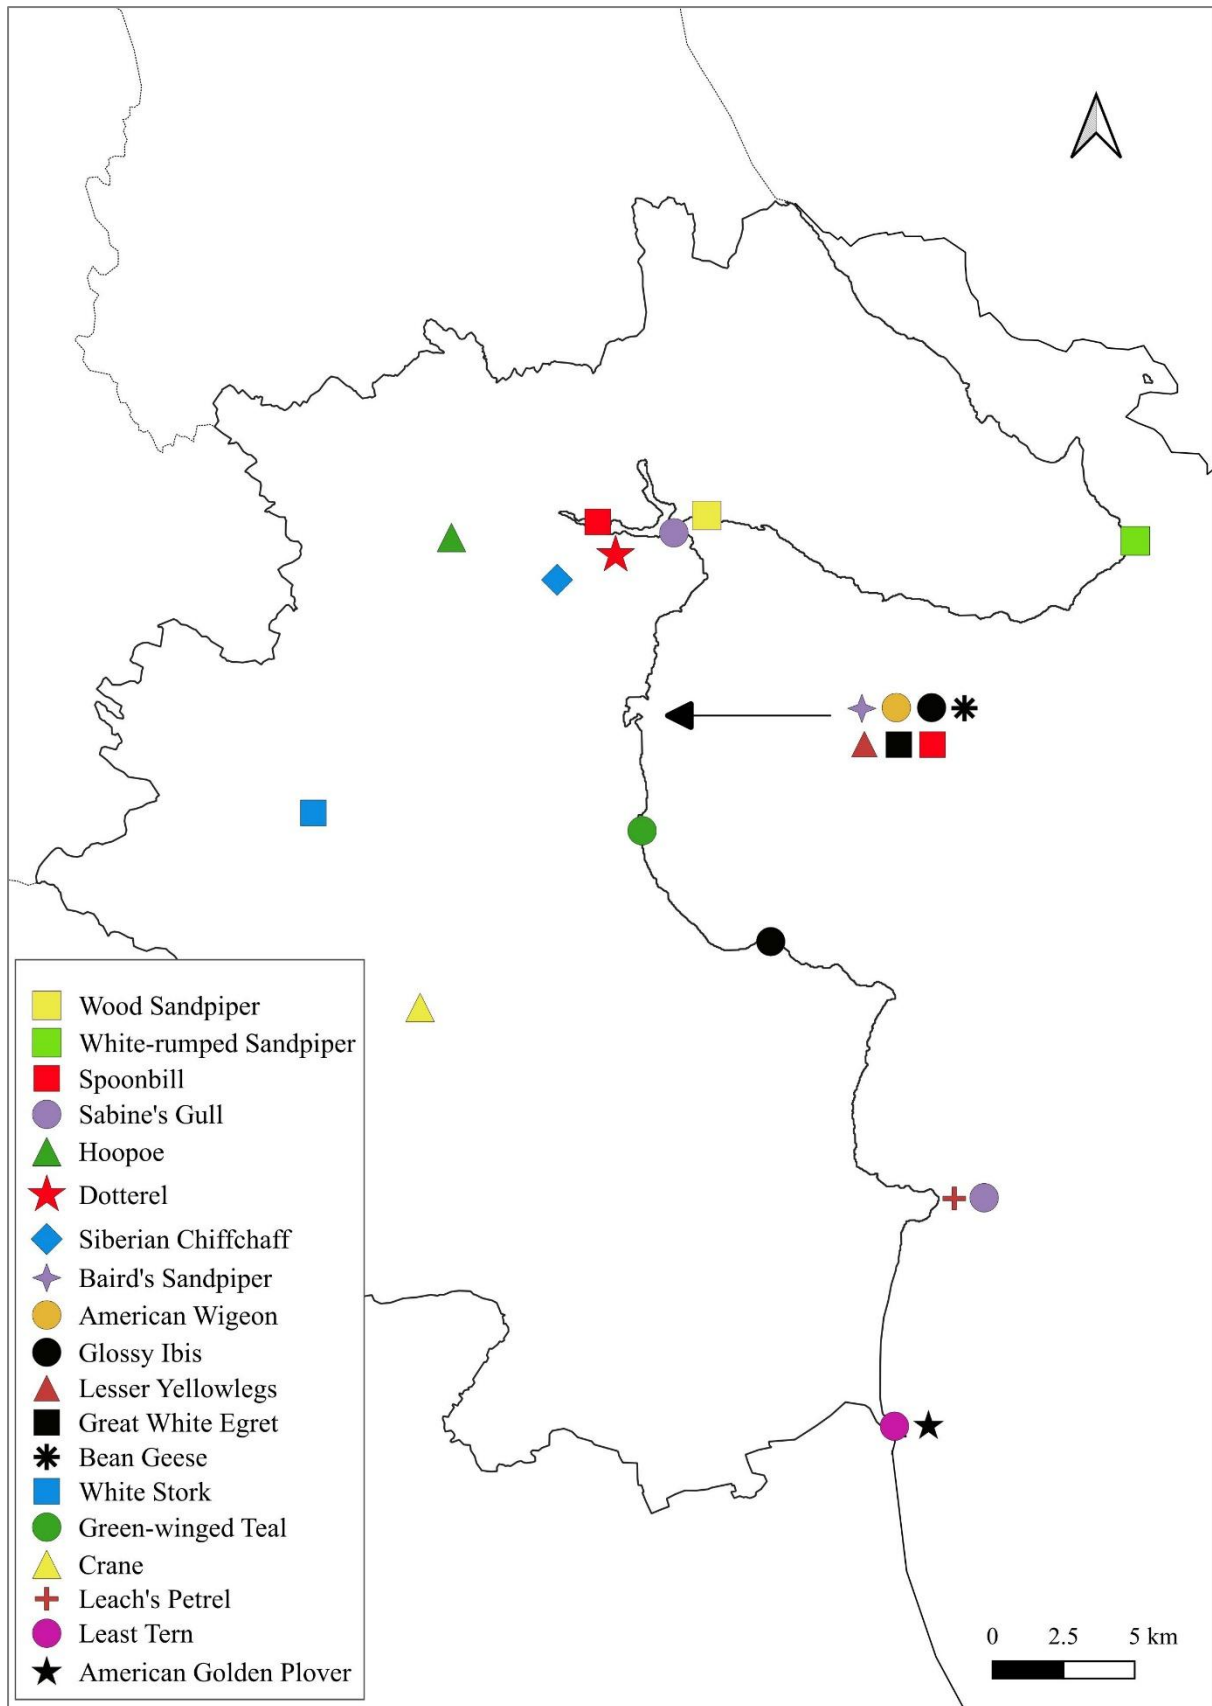 Wood Sandpiper
White-rumped Sandpiper
Spoonbill
Sabine's Gull
Hoopoe
Dotterel
Siberian Chiffchaff
Baird's Sandpiper
American Wigeon
Glossy Ibis
Lesser Yellowlegs
Great White Egret
Bean Geese
White Stork
Green-winged Teal
Crane
Leach's Petrel
Least Tern
American Golden Plover
0 2.5 5 km